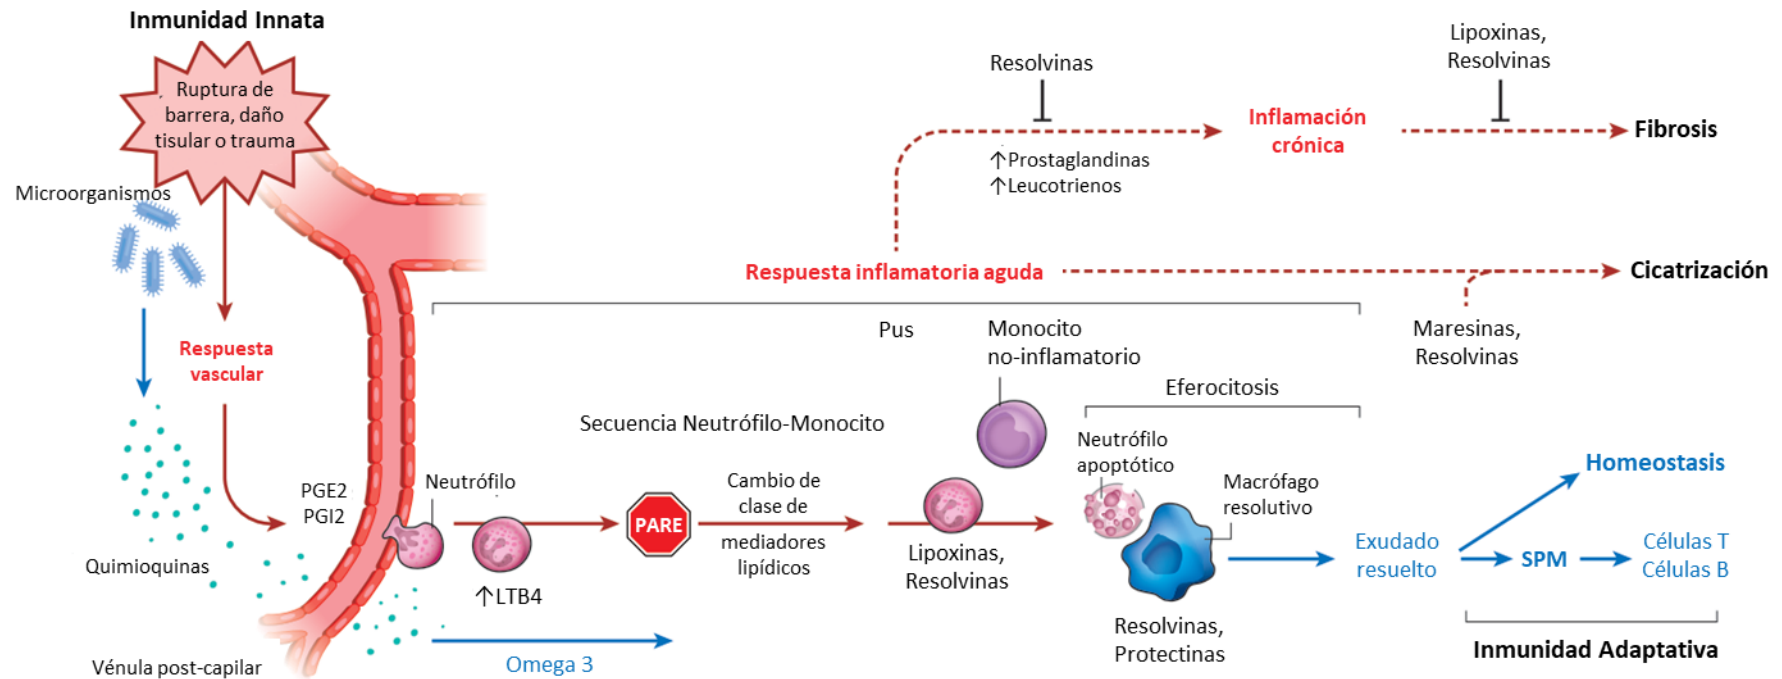 Inmunidad Innata
Ruptura de
barrera, daño
tisular o trauma
Microorganismos
Respuesta
vascular
PGE2
PGI2
Quimioquinas
Vénula post-capilar
Neutrófilo
↑LTB4
Omega 3
PARE
Secuencia Neutrófilo-Monocito
Cambio de
clase de
mediadores
lipídicos
Pus
Monocito
no-inflamatorio
Lipoxinas,
Resolvinas
Eferocitosis
Neutrófilo
apoptótico
Macrófago
resolutivo
Resolvinas,
Protectinas
Respuesta inflamatoria aguda
Resolvinas
↑Prostaglandinas
↑Leucotrienos
Inflamación
crónica
Lipoxinas,
Resolvinas
Fibrosis
Cicatrización
Maresinas,
Resolvinas
Homeostasis
Exudado
resuelto
SPM
Células T
Células B
Inmunidad Adaptativa